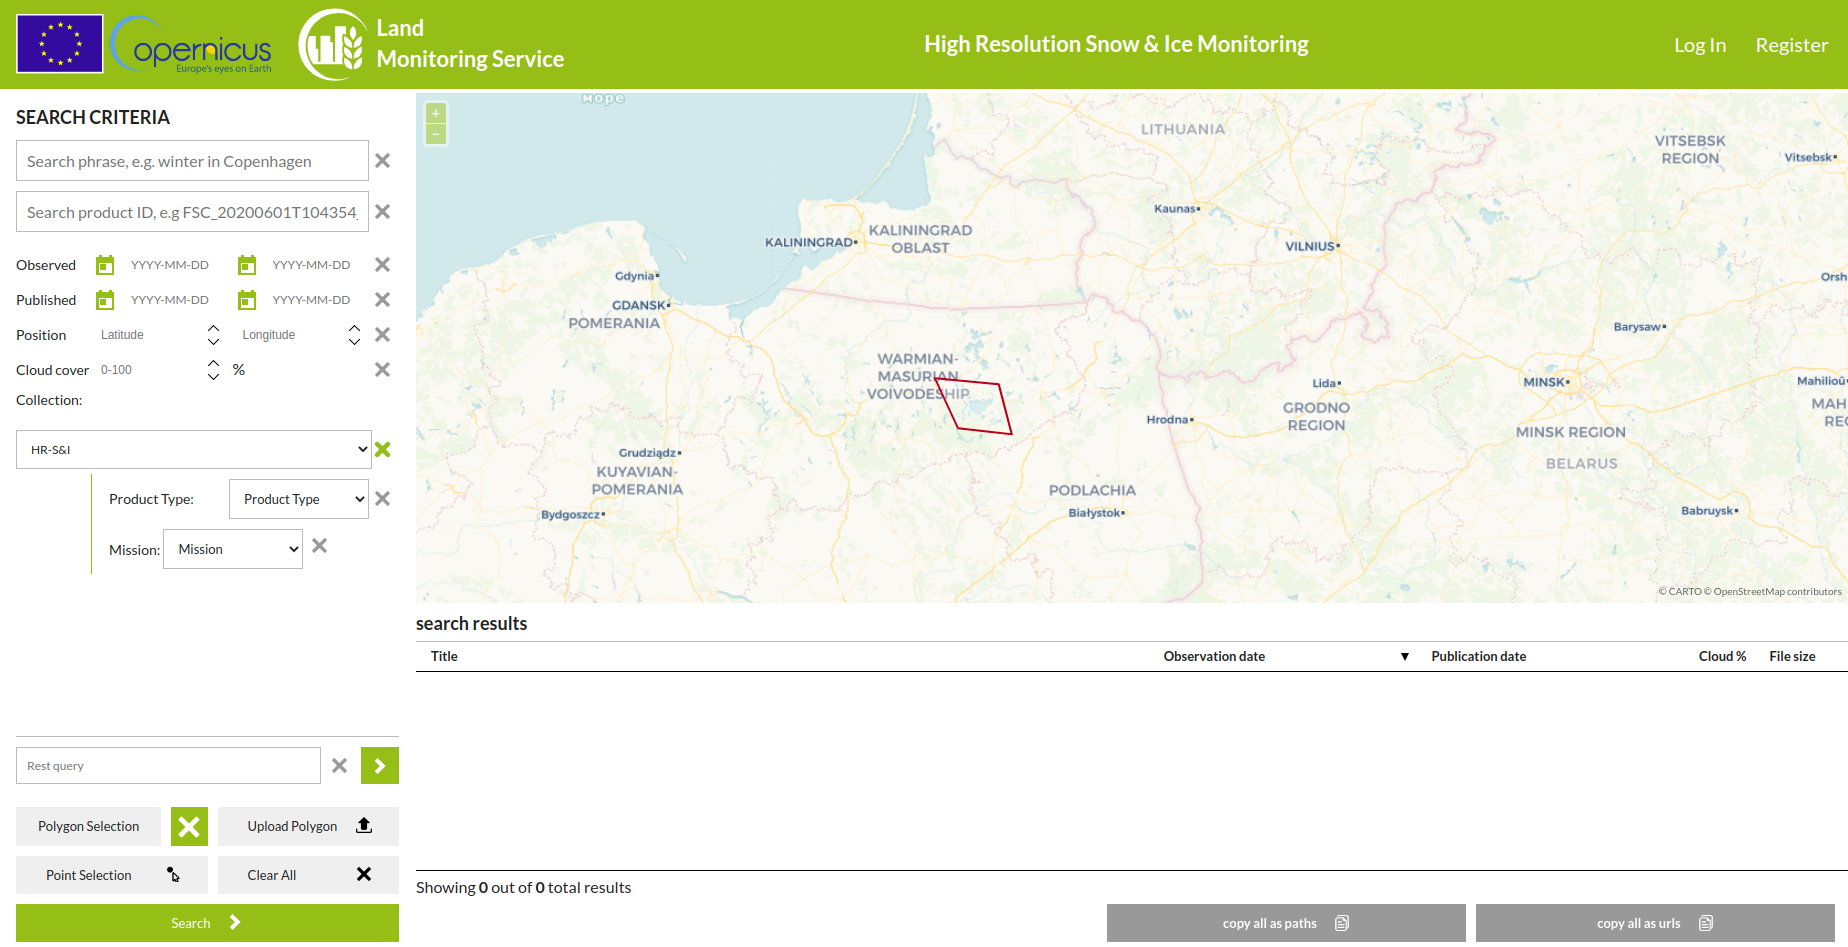 opernicus
Europe's eyes on Earth
Land
Monitoring Service
High Resolution Snow & Ice Monitoring
Log In
Register
SEARCH CRITERIA
Search phrase, e.g. winter in Copenhagen
Search product ID, e.g FSC_20200601T104354_
Observed YYYY-MM-DD YYYY-MM-DD
Published YYYY-MM-DD YYYY-MM-DD
Position Latitude Longitude
Cloud cover 0-100 %
Collection:
HR-S&I
Product Type: Product Type
Mission: Mission
Rest query
Polygon Selection
Upload Polygon
Point Selection
Clear All
Search
море
+
−
LITHUANIA
VITSEBSK
REGION
Vitsebsk
Kaunas
KALININGRAD
KALININGRAD
OBLAST
VILNIUS
Gdynia
Orsh
GDANSK
POMERANIA
Barysaw
WARMIAN-
MASURIAN
VOIVODESHIP
Lida
MINSK
Mahilioŭ
GRODNO
REGION
MAH
REG
Hrodna
MINSK REGION
Grudziądz
BELARUS
KUYAVIAN-
POMERANIA
PODLACHIA
Bydgoszcz
Białystok
Babruysk
© CARTO © OpenStreetMap contributors
search results
Title Observation date ▼ Publication date Cloud % File size
Showing 0 out of 0 total results
copy all as paths
copy all as urls